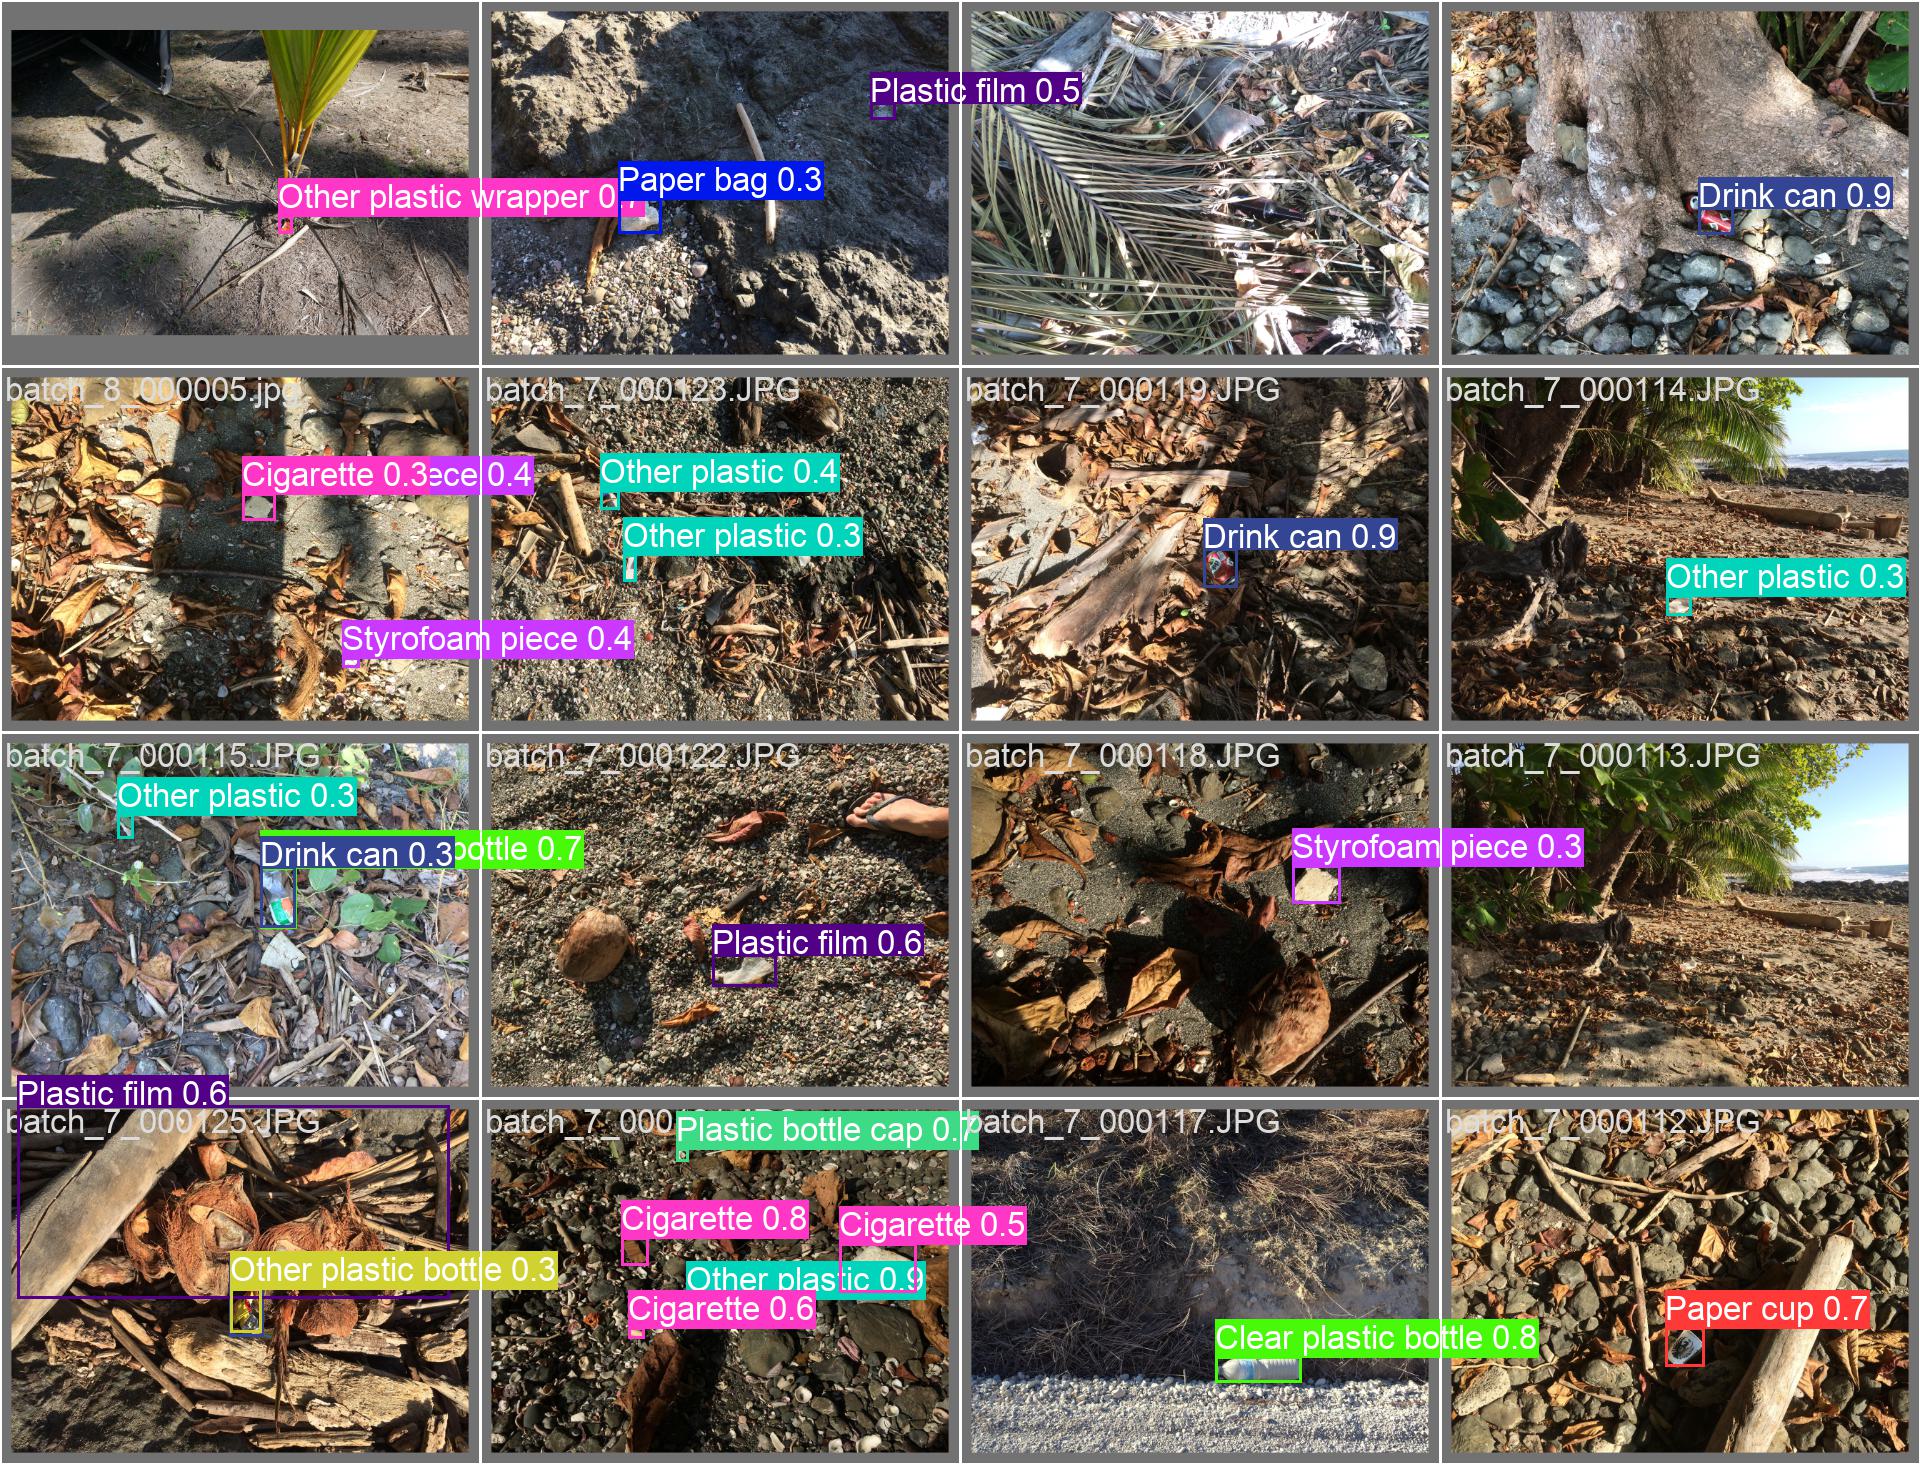 Plastic film 0.5
Paper bag 0.3
Other plastic wrapper 0.7
Drink can 0.9
batch_8_000005.jpg
batch_7_000123.JPG
batch_7_000119.JPG
batch_7_000114.JPG
Cigarette 0.3
ece 0.4
Other plastic 0.4
Other plastic 0.3
Drink can 0.9
Other plastic 0.3
Styrofoam piece 0.4
batch_7_000115.JPG
batch_7_000122.JPG
batch_7_000118.JPG
batch_7_000113.JPG
Other plastic 0.3
Drink can 0.3
bottle 0.7
Styrofoam piece 0.3
Plastic film 0.6
Plastic film 0.6
batch_7_000125.JPG
batch_7_000
Plastic bottle cap 0.7
batch_7_000117.JPG
batch_7_000112.JPG
Cigarette 0.8
Cigarette 0.5
Other plastic bottle 0.3
Other plastic 0.9
Cigarette 0.6
Clear plastic bottle 0.8
Paper cup 0.7